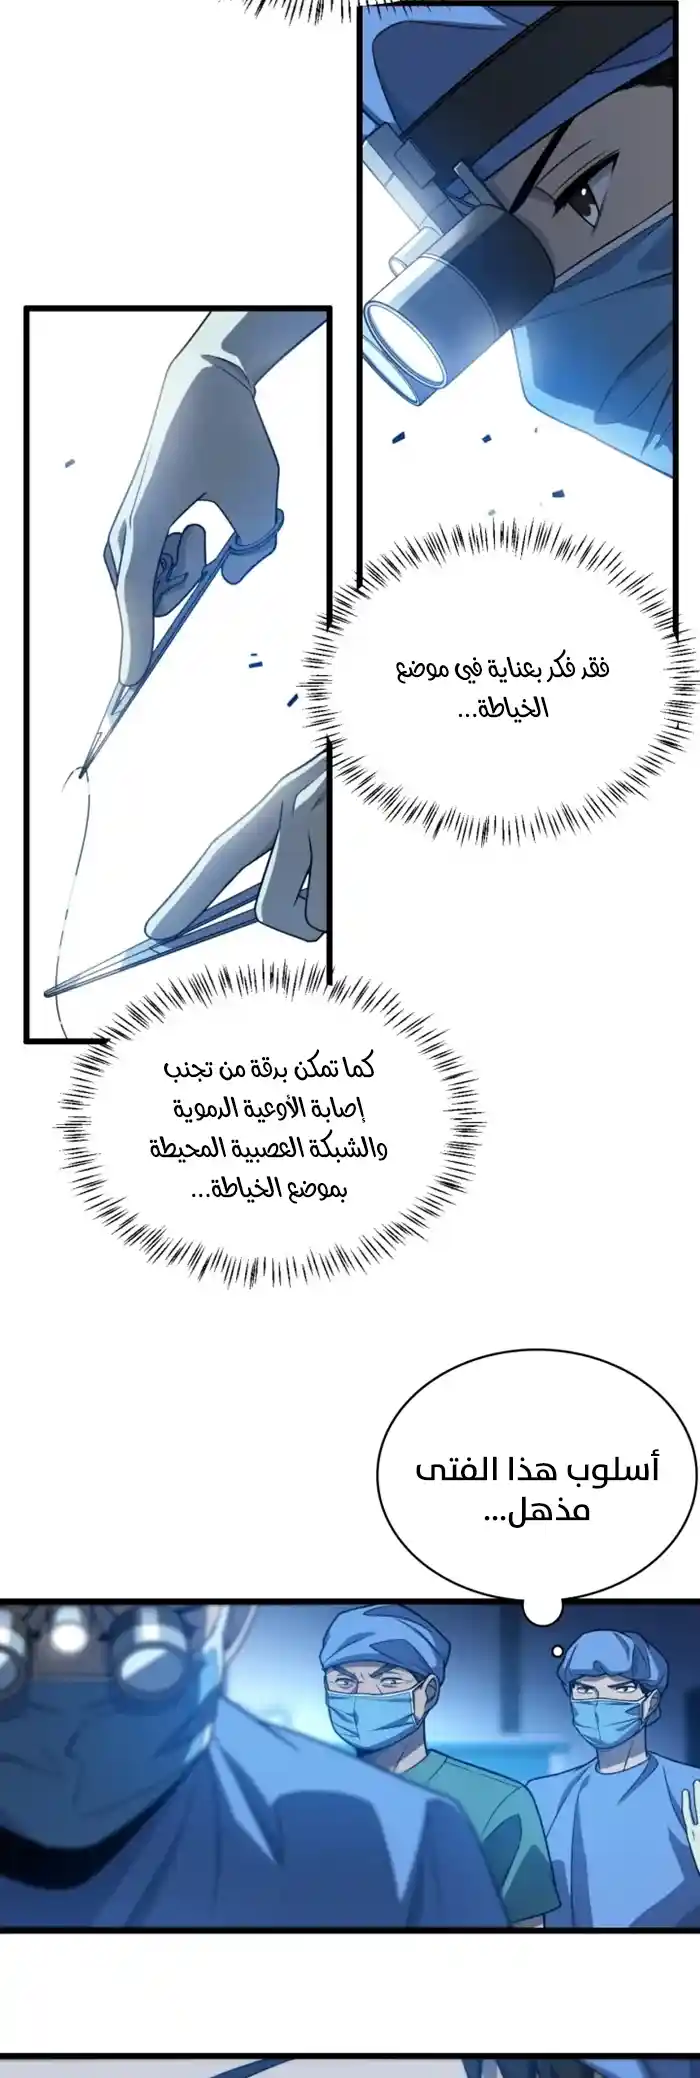 فقد فكر بعناية في موضع
الخياطة...
كما تمكن بدقة من تجنب
إصابة الأوعية الدموية
والشبكة العصبية المحيطة
بموضع الخياطة...
أسلوب هذا الفتى
مذهل...